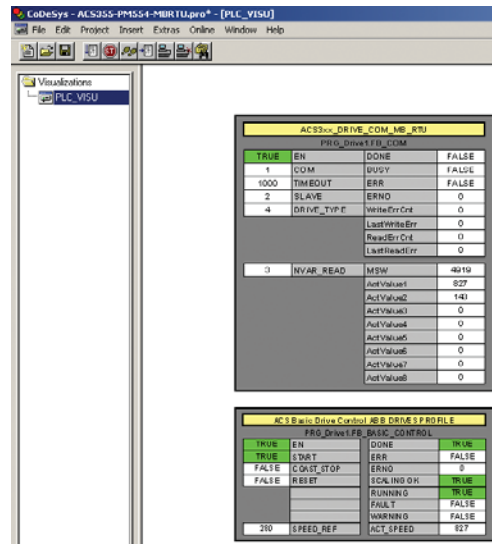 CoDeSys - ACS355-PM554-MBRTU.pro* - [PLC_VISU]
File Edit Project Insert Extras Online Window Help
Visualizations
PLC_VISU
ACS3xx_DRIVE_COM_MB_RTU
PRG_Drive1.FB_COM
TRUE EN DONE FALSE
1 COM BUSY FALSE
1000 TIMEOUT ERR FALSE
2 SLAVE ERNO 0
4 DRIVE_TYPE WriteErrCnt 0
LastWriteErr 0
ReadErrCnt 0
LastReadErr 0
3 NVAR_READ MSW 4919
ActValue1 827
ActValue2 140
ActValue3 0
ActValue4 0
ActValue5 0
ActValue6 0
ActValue7 0
ActValue8 0
ACS Basic Drive Control ABB DRIVES PROFILE
PRG_Drive1.FB_BASIC_CONTROL
TRUE EN DONE TRUE
TRUE START ERR FALSE
FALSE COAST_STOP ERNO 0
FALSE RESET SCALING OK TRUE
RUNNING TRUE
FAULT FALSE
WARNING FALSE
280 SPEED_REF ACT_SPEED 827